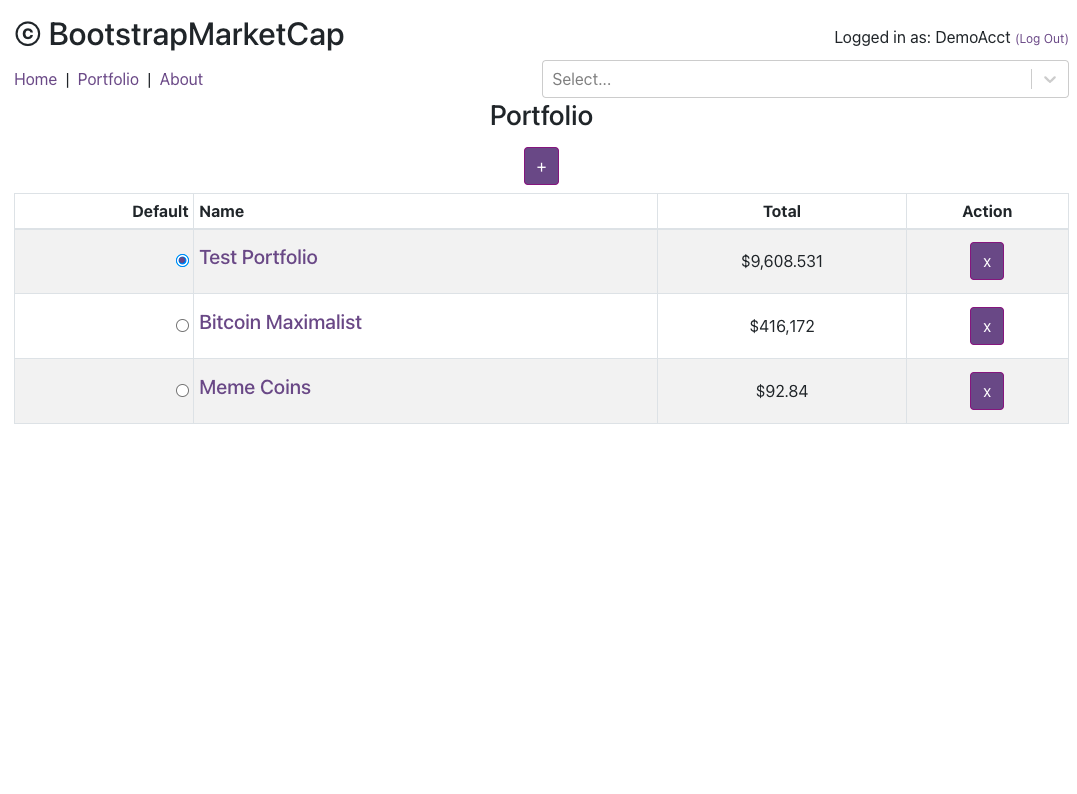 © BootstrapMarketCap
Logged in as: DemoAcct (Log Out)
Home | Portfolio | About
Select...
Portfolio
+
Default Name Total Action
Test Portfolio $9,608.531 x
Bitcoin Maximalist $416,172 x
Meme Coins $92.84 x